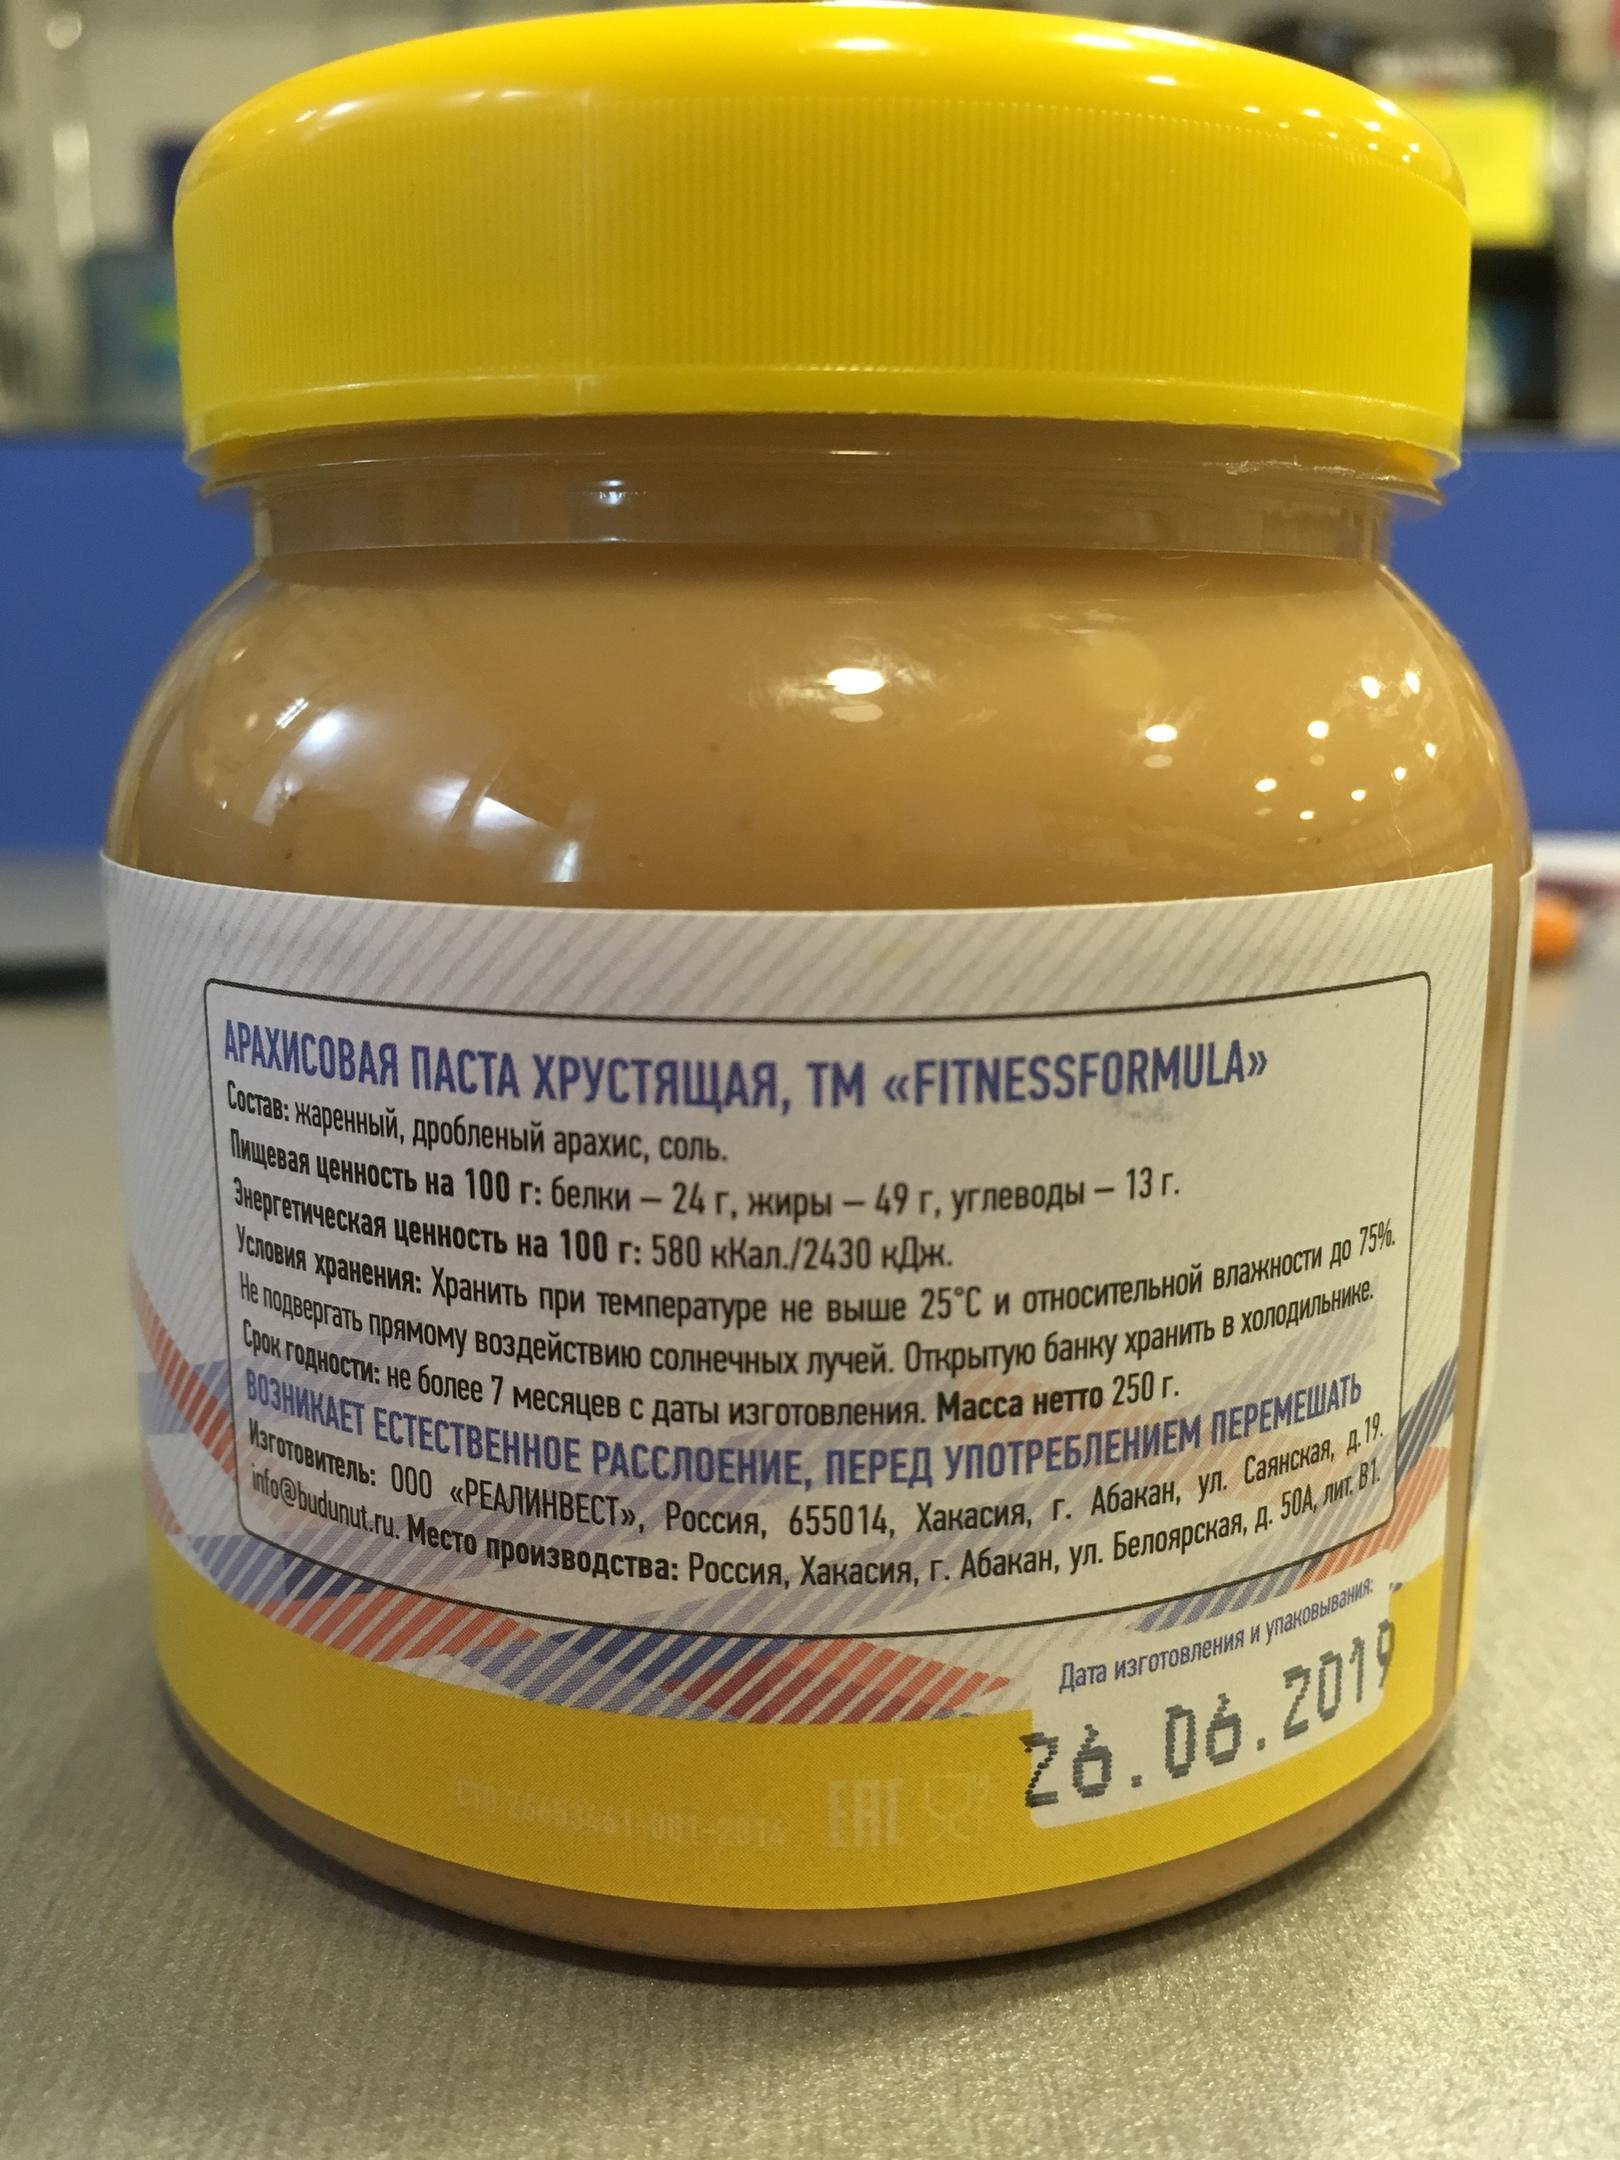 АРАХИСОВАЯ ПАСТА ХРУСТЯЩАЯ, ТМ «FITNESSFORMULA»
Состав: жаренный, дробленый арахис, соль.
Пищевая ценность на 100 г: белки – 24 г, жиры – 49 г, углеводы – 13 г.
Энергетическая ценность на 100 г: 580 кКал./2430 кДж.
Условия хранения: Хранить при температуре не выше 25°С и относительной влажности до 75%.
Не подвергать прямому воздействию солнечных лучей. Открытую банку хранить в холодильнике.
Срок годности: не более 7 месяцев с даты изготовления. Масса нетто 250 г.
ВОЗНИКАЕТ ЕСТЕСТВЕННОЕ РАССЛОЕНИЕ, ПЕРЕД УПОТРЕБЛЕНИЕМ ПЕРЕМЕШАТЬ
Изготовитель: ООО «РЕАЛИНВЕСТ», Россия, 655014, Хакасия, г. Абакан, ул. Саянская, д.19.
info@budunut.ru. Место производства: Россия, Хакасия, г. Абакан, ул. Белоярская, д. 50А, лит. В1.
Дата изготовления и упаковывания:
26.06.2019
СТО
EAC